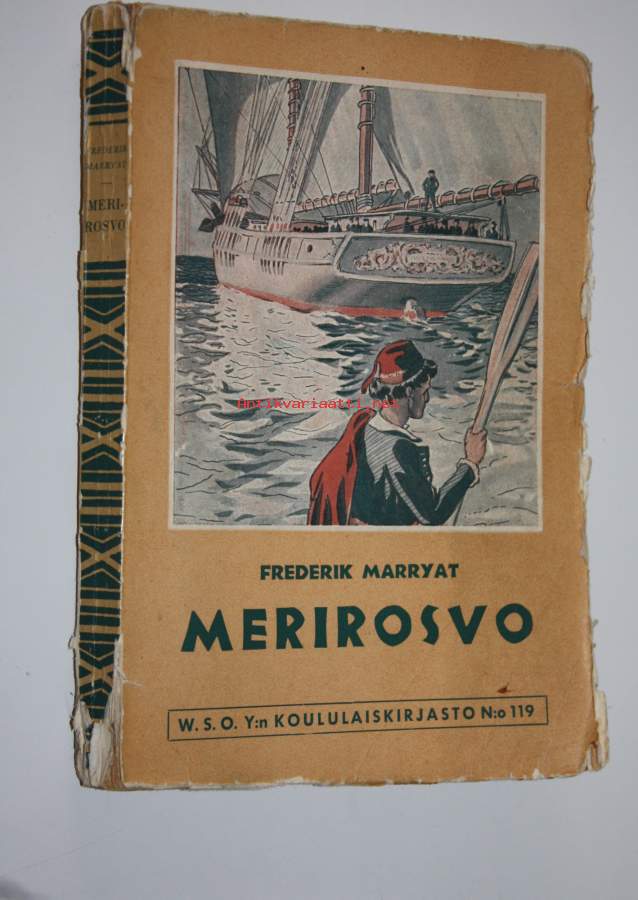 FREDERIK
MARRYAT
MERI-
ROSVO
Antikvariaatti.net
FREDERIK MARRYAT
MERIROSVO
W. S. O. Y:n KOULULAISKIRJASTO N:o 119